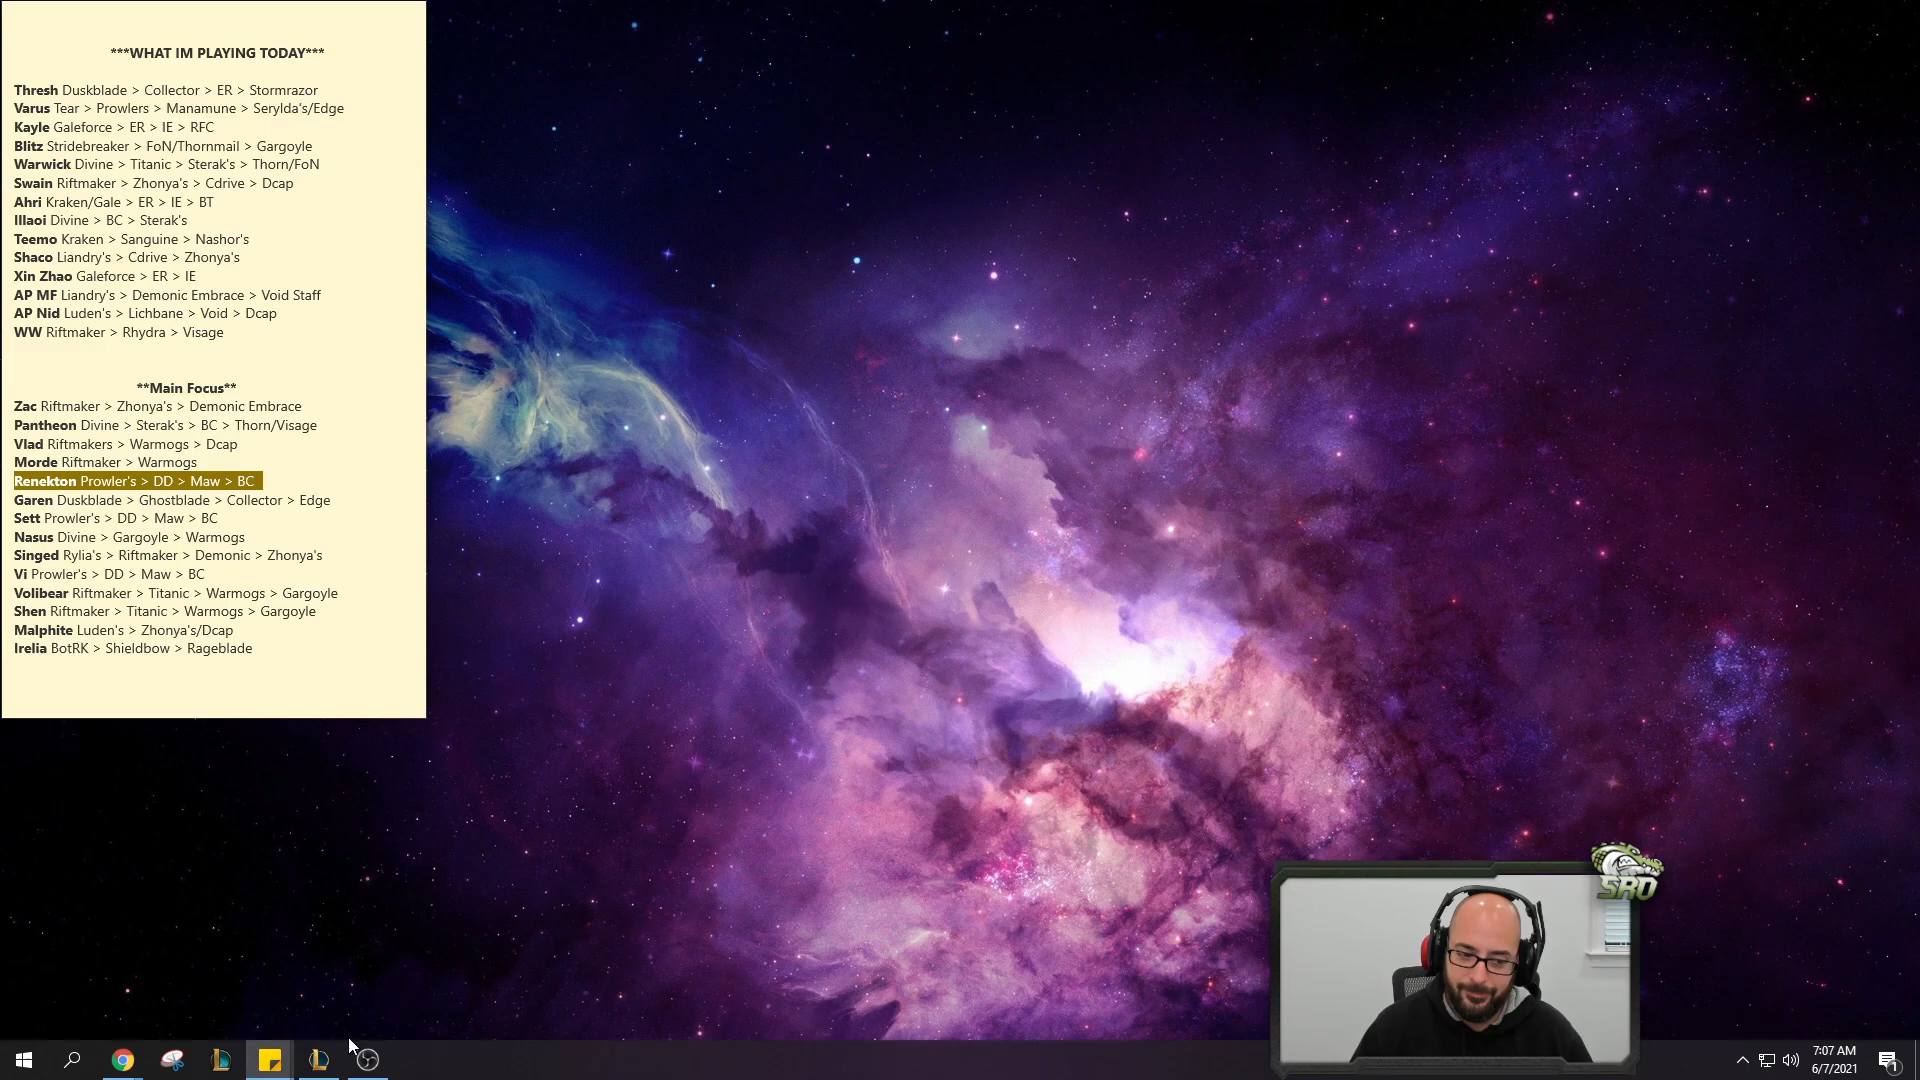 ***WHAT IM PLAYING TODAY***
Thresh Duskblade > Collector > ER > Stormrazor
Varus Tear > Prowlers > Manamune > Serylda's/Edge
Kayle Galeforce > ER > IE > RFC
Blitz Stridebreaker > FoN/Thornmail > Gargoyle
Warwick Divine > Titanic > Sterak's > Thorn/FoN
Swain Riftmaker > Zhonya's > Cdrive > Dcap
Ahri Kraken/Gale > ER > IE > BT
Illaoi Divine > BC > Sterak's
Teemo Kraken > Sanguine > Nashor's
Shaco Liandry's > Cdrive > Zhonya's
Xin Zhao Galeforce > ER > IE
AP MF Liandry's > Demonic Embrace > Void Staff
AP Nid Luden's > Lichbane > Void > Dcap
WW Riftmaker > Rhydra > Visage
**Main Focus**
Zac Riftmaker > Zhonya's > Demonic Embrace
Pantheon Divine > Sterak's > BC > Thorn/Visage
Vlad Riftmakers > Warmogs > Dcap
Morde Riftmaker > Warmogs
Renekton Prowler's > DD > Maw > BC
Garen Duskblade > Ghostblade > Collector > Edge
Sett Prowler's > DD > Maw > BC
Nasus Divine > Gargoyle > Warmogs
Singed Rylia's > Riftmaker > Demonic > Zhonya's
Vi Prowler's > DD > Maw > BC
Volibear Riftmaker > Titanic > Warmogs > Gargoyle
Shen Riftmaker > Titanic > Warmogs > Gargoyle
Malphite Luden's > Zhonya's/Dcap
Irelia BotRK > Shieldbow > Rageblade
SRO
7:07 AM
6/7/2021
1